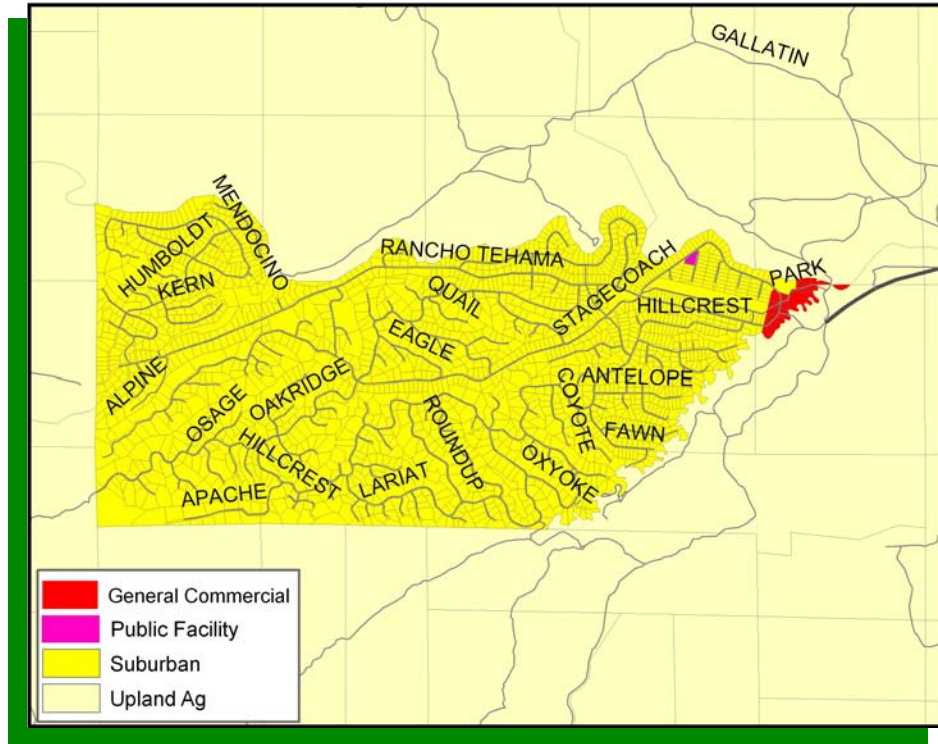 GALLATIN
MENDOCINO
HUMBOLDT
KERN
RANCHO TEHAMA
STAGECOACH
PARK
QUAIL
HILLCREST
EAGLE
ALPINE
OSAGE
OAKRIDGE
ANTELOPE
COYOTE
FAWN
ROUNDUP
OXYOKE
HILLCREST
LARIAT
APACHE
General Commercial
Public Facility
Suburban
Upland Ag